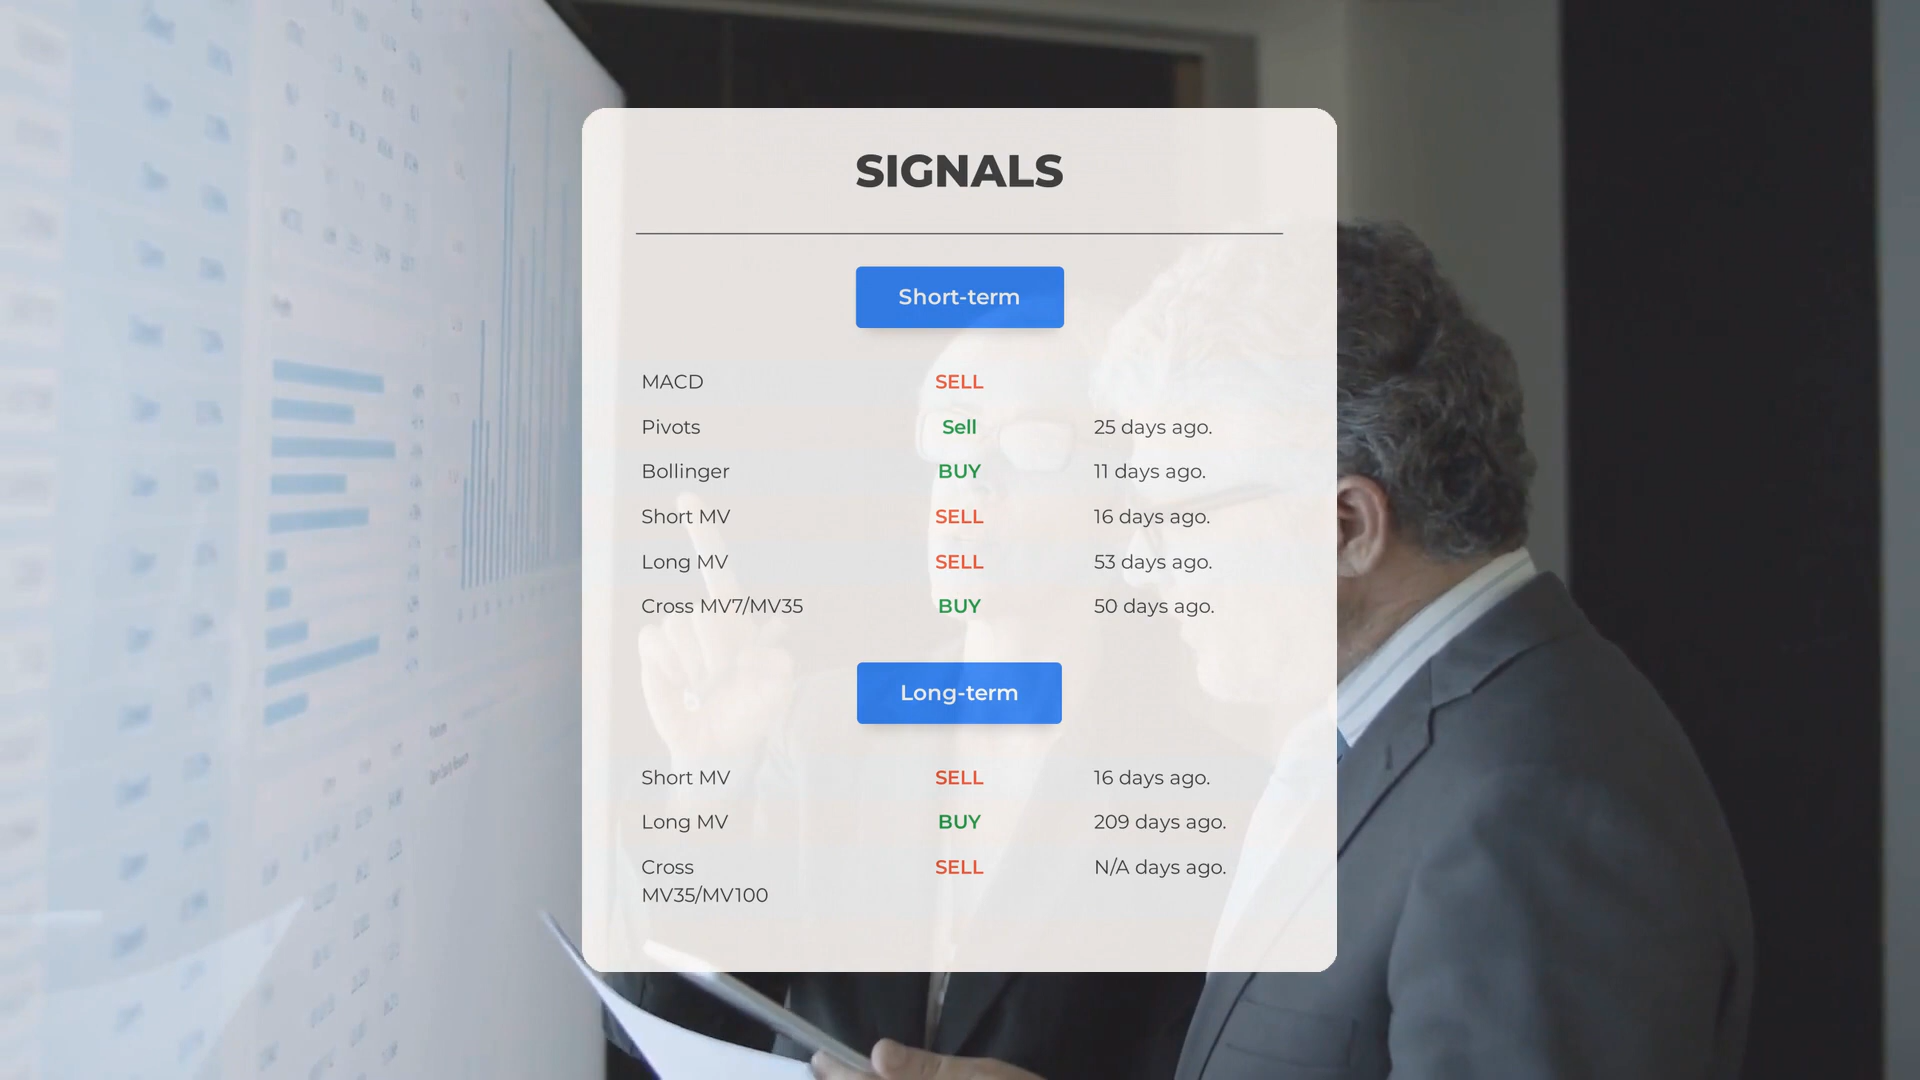 SIGNALS
Short-term
MACD SELL
Pivots Sell 25 days ago.
Bollinger BUY 11 days ago.
Short MV SELL 16 days ago.
Long MV SELL 53 days ago.
Cross MV7/MV35 BUY 50 days ago.
Long-term
Short MV SELL 16 days ago.
Long MV BUY 209 days ago.
Cross SELL N/A days ago.
MV35/MV100